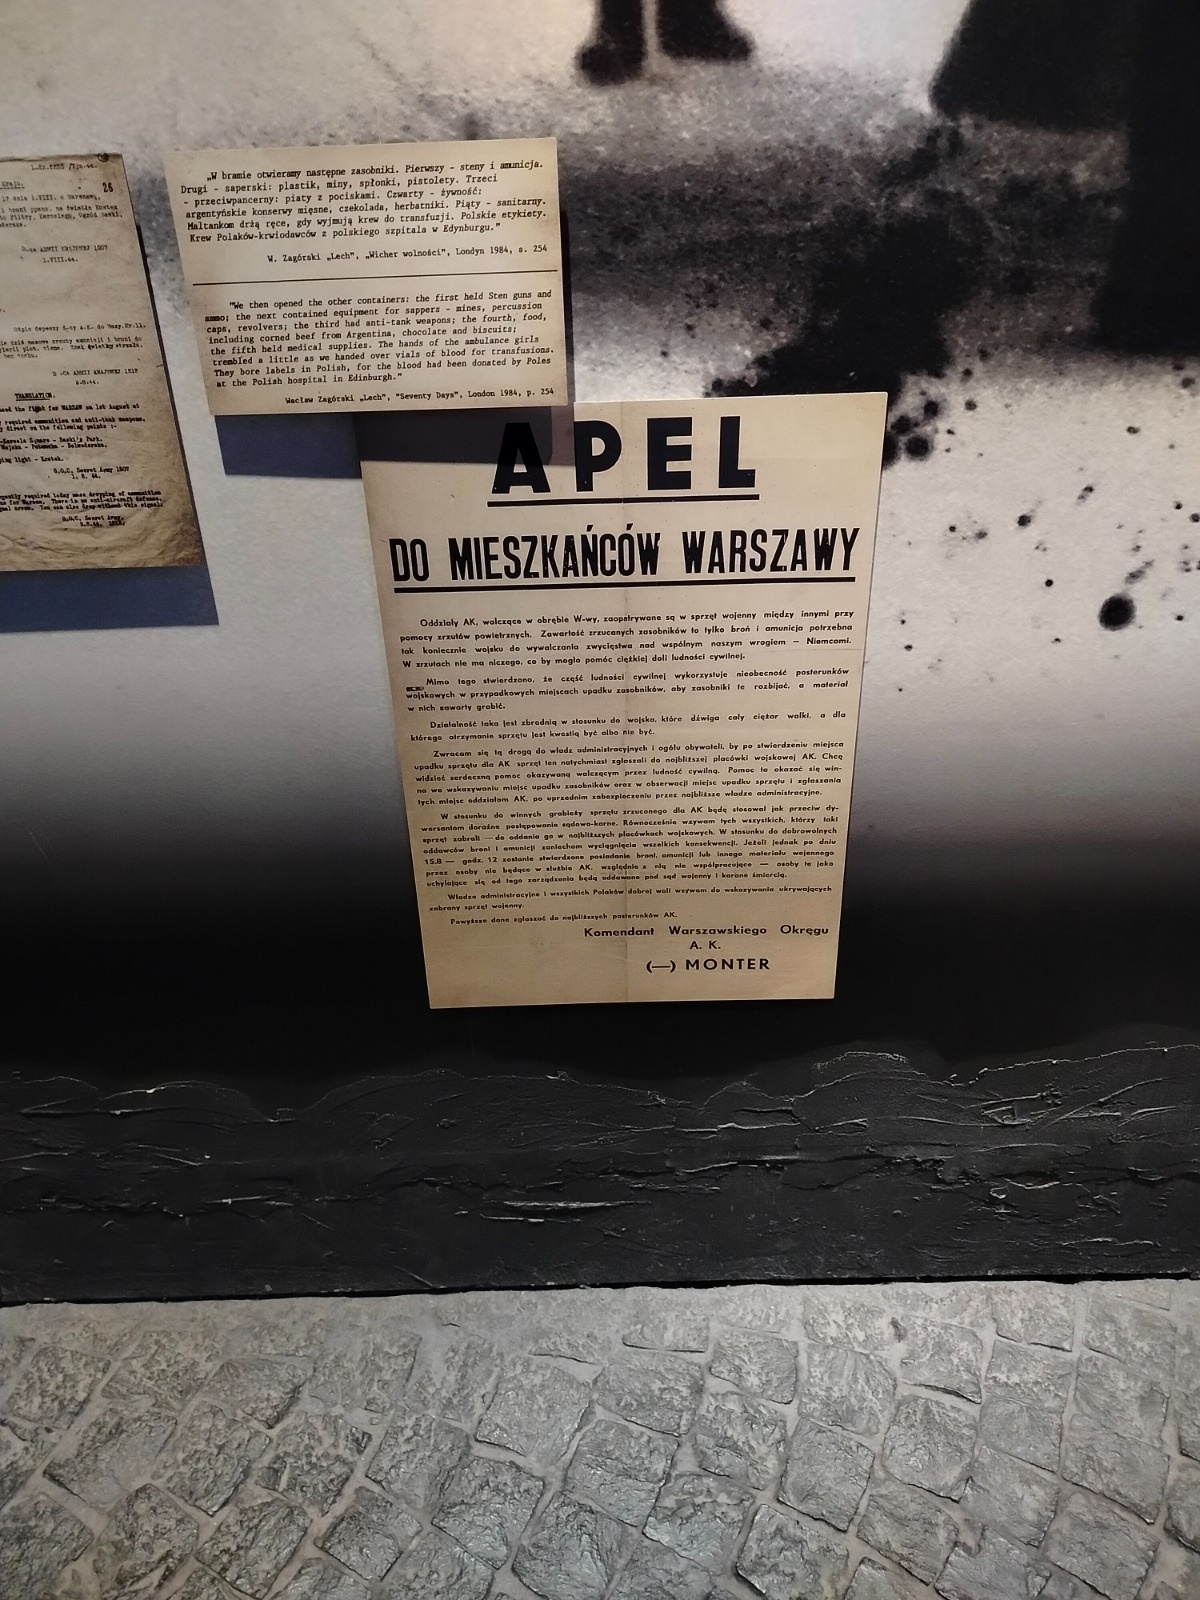 26
1.VIII.44.
TRANSLATION.
„W bramie otwieramy następne zasobniki. Pierwszy - steny i amunicja.
Drugi - saperski: plastik, miny, spłonki, pistolety. Trzeci
- przeciwpancerny: piaty z pociskami. Czwarty - żywność:
argentyńskie konserwy mięsne, czekolada, herbatniki. Piąty - sanitarny.
Maltankom drżą ręce, gdy wyjmują krew do transfuzji. Polskie etykiety.
Krew Polaków-krwiodawców z polskiego szpitala w Edynburgu."
W. Zagórski „Lech", „Wicher wolności", Londyn 1984, s. 254
"We then opened the other containers: the first held Sten guns and
ammo; the next contained equipment for sappers - mines, percussion
caps, revolvers; the third had anti-tank weapons; the fourth, food,
including corned beef from Argentina, chocolate and biscuits;
the fifth held medical supplies. The hands of the ambulance girls
trembled a little as we handed over vials of blood for transfusions.
They bore labels in Polish, for the blood had been donated by Poles
at the Polish hospital in Edinburgh."
Wacław Zagórski „Lech", "Seventy Days", London 1984, p. 254
APEL
DO MIESZKAŃCÓW WARSZAWY
Oddziały AK, walczące w obrębie W-wy, zaopatrywane są w sprzęt wojenny między innymi przy
pomocy zrzutów powietrznych. Zawartość zrzucanych zasobników to tylko broń i amunicja potrzebna
tak koniecznie wojsku do wywalczania zwycięstwa nad wspólnym naszym wrogiem — Niemcami.
W zrzutach nie ma niczego, co by mogło pomóc ciężkiej doli ludności cywilnej.
Mimo tego stwierdzono, że część ludności cywilnej wykorzystuje nieobecność posterunków
wojskowych w przypadkowych miejscach upadku zasobników, aby zasobniki te rozbijać, a materiał
w nich zawarty grabić.
Działalność taka jest zbrodnią w stosunku do wojska, które dźwiga cały ciężar walki, a dla
którego otrzymanie sprzętu jest kwestią być albo nie być.
Zwracam się tą drogą do władz administracyjnych i ogółu obywateli, by po stwierdzeniu miejsca
upadku sprzętu dla AK sprzęt ten natychmiast zgłaszali do najbliższej placówki wojskowej AK. Chcę
widzieć serdeczną pomoc okazywaną walczącym przez ludność cywilną. Pomoc ta okazać się win-
na we wskazywaniu miejsc upadku zasobników oraz w obserwacji miejsc upadku sprzętu i zgłaszania
tych miejsc oddziałom AK, po uprzednim zabezpieczeniu przez najbliższe władze administracyjne.
W stosunku do winnych grabieży sprzętu zrzuconego dla AK będę stosował jak przeciw dy-
wersantom doraźne postępowanie sądowo-karne. Równocześnie wzywam tych wszystkich, którzy taki
sprzęt zabrali — do oddania go w najbliższych placówkach wojskowych. W stosunku do dobrowolnych
oddawców broni i amunicji zaniecham wyciągnięcia wszelkich konsekwencji. Jeżeli jednak po dniu
15.8 — godz. 12 zostanie stwierdzone posiadanie broni, amunicji lub innego materiału wojennego
przez osoby nie będące w służbie AK, względnie z nią nie współpracujące — osoby te jako
uchylające się od tego zarządzenia będą oddawane pod sąd wojenny i karane śmiercią.
Władze administracyjne i wszystkich Polaków dobrej woli wzywam do wskazywania ukrywających
zabrany sprzęt wojenny.
Powyższe dane zgłaszać do najbliższych posterunków AK.
Komendant Warszawskiego Okręgu
A. K.
(—) MONTER